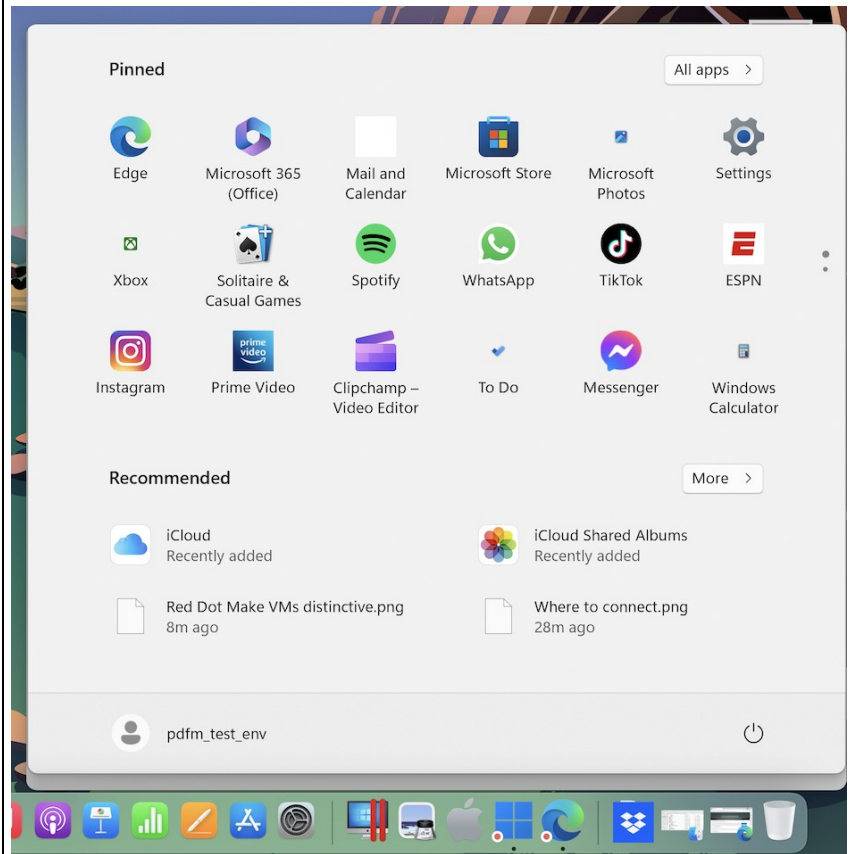 Pinned
All apps
Edge
Microsoft 365
(Office)
Mail and
Calendar
Microsoft Store
Microsoft
Photos
Settings
Xbox
Solitaire &
Casual Games
Spotify
WhatsApp
TikTok
ESPN
prime
video
Instagram
Prime Video
Clipchamp –
Video Editor
To Do
Messenger
Windows
Calculator
Recommended
More
iCloud
Recently added
iCloud Shared Albums
Recently added
Red Dot Make VMs distinctive.png
8m ago
Where to connect.png
28m ago
pdfm_test_env